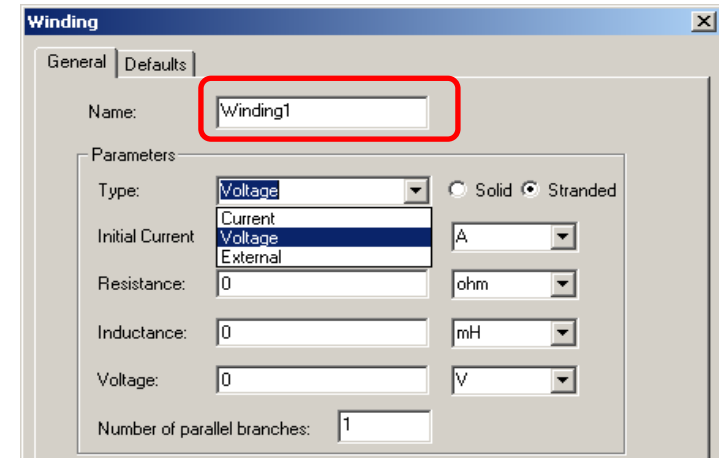 Winding
General Defaults
Name: Winding1
Parameters
Type: Voltage Solid Stranded
Current
Initial Current Voltage A
External
Resistance: 0 ohm
Inductance: 0 mH
Voltage: 0 V
Number of parallel branches: 1